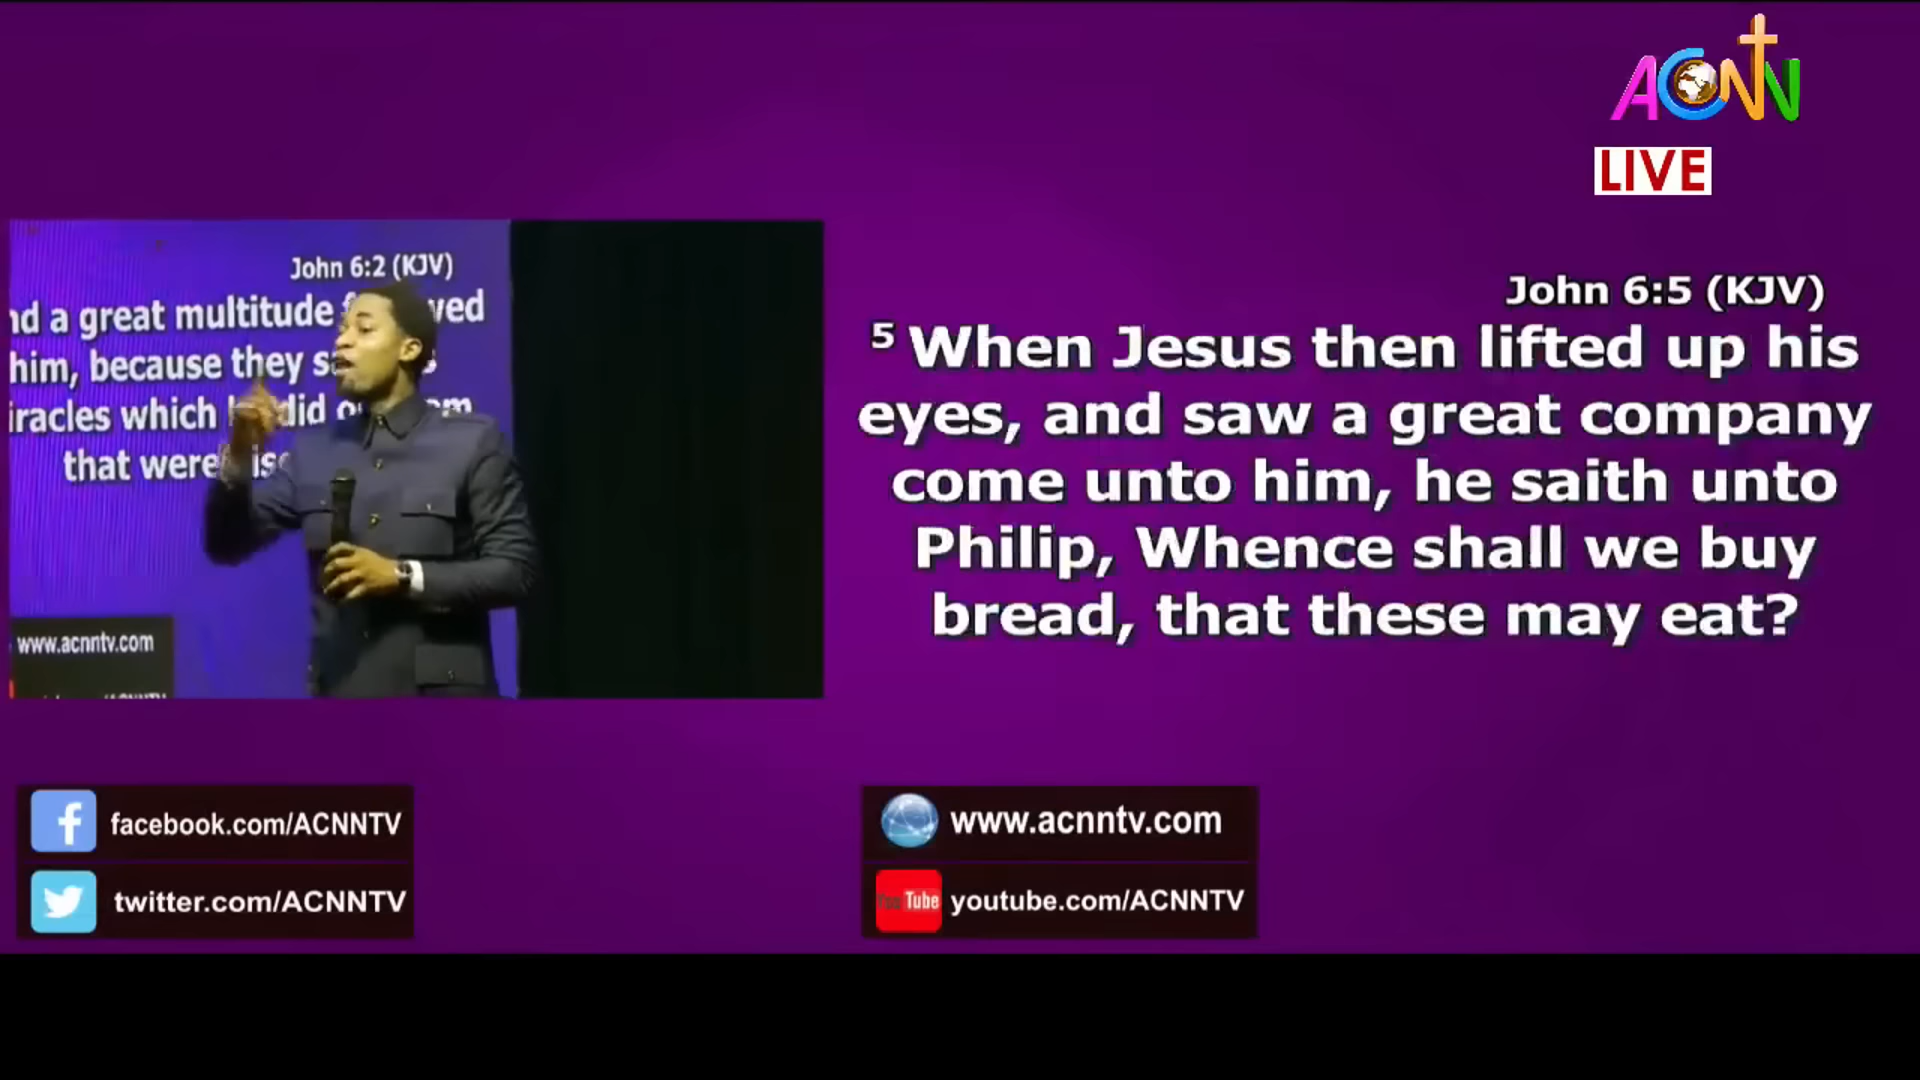 ACNN
LIVE
John 6:2 (KJV)
a great multitude
him, because they
which did
that were
www.acnntv.com
John 6:5 (KJV)
5 When Jesus then lifted up his
eyes, and saw a great company
come unto him, he saith unto
Philip, Whence shall we buy
bread, that these may eat?
facebook.com/ACNNTV
twitter.com/ACNNTV
www.acnntv.com
YouTube youtube.com/ACNNTV